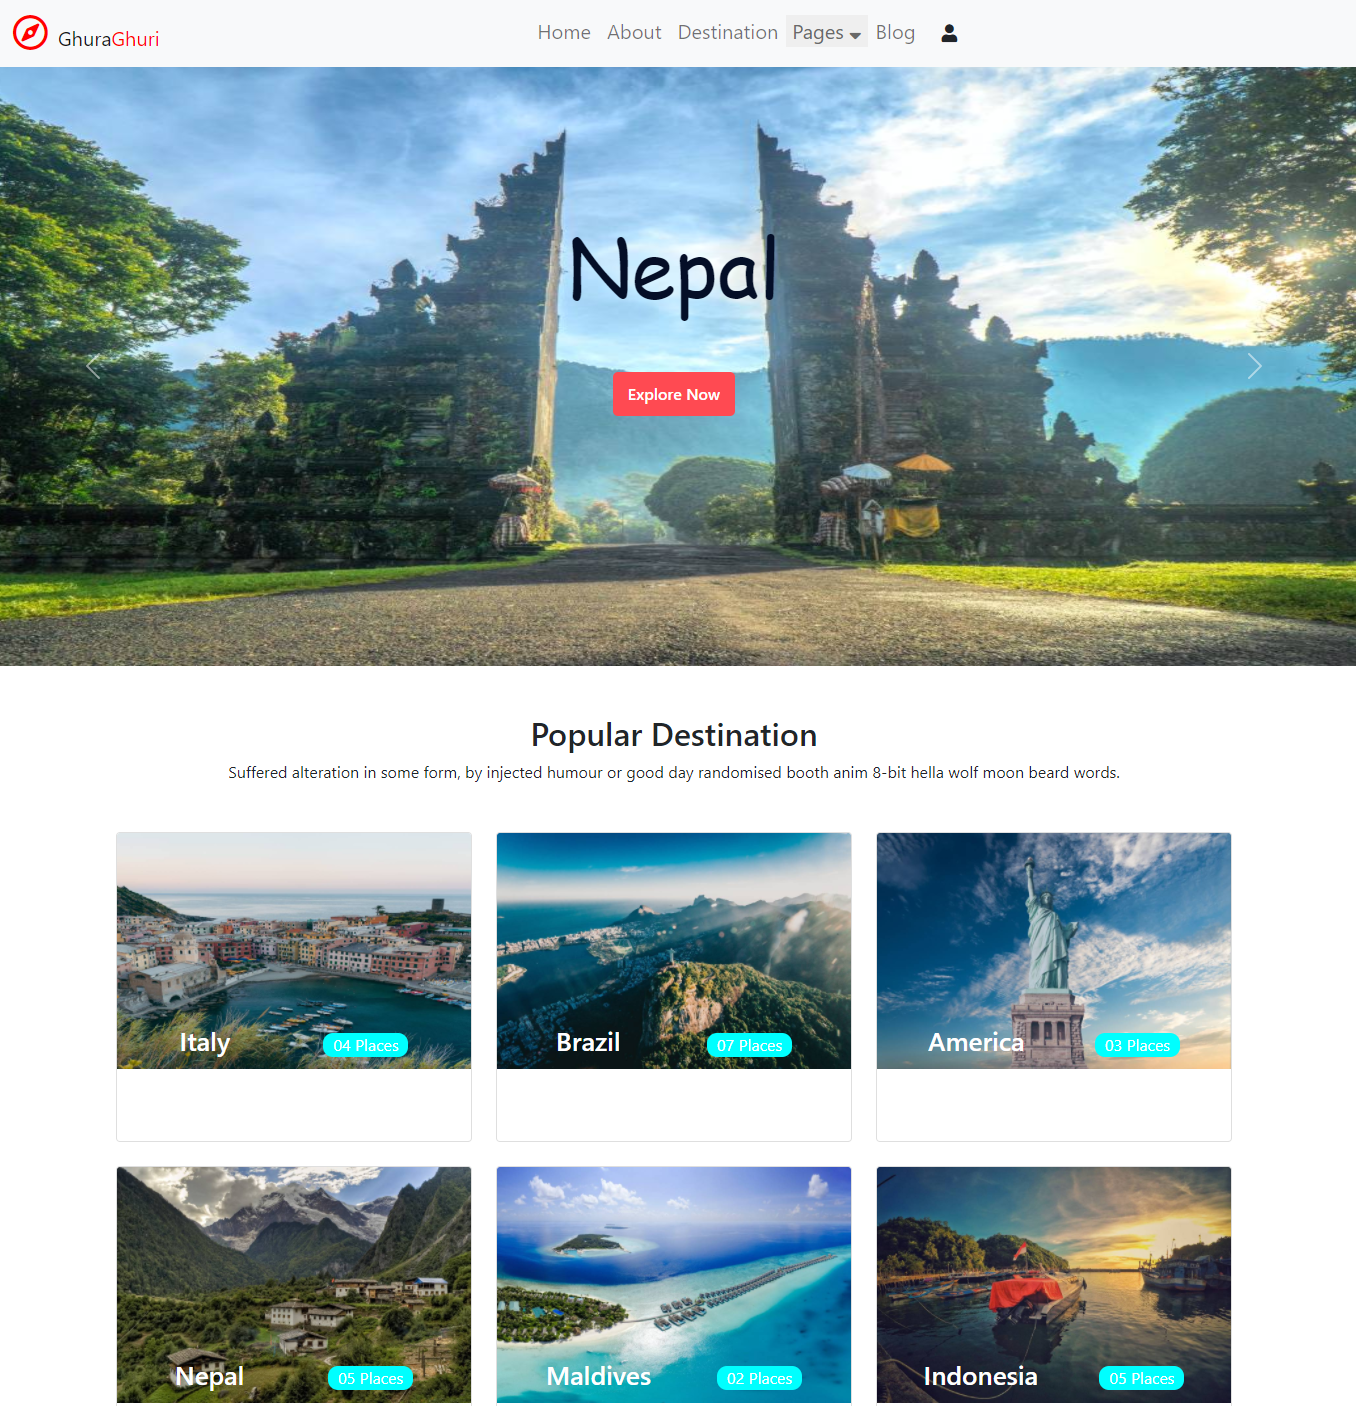 GhuraGhuri Home About Destination Pages Blog
Nepal
Explore Now
Popular Destination
Suffered alteration in some form, by injected humour or good day randomised booth anim 8-bit hella wolf moon beard words.
Italy 04 Places
Brazil 07 Places
America 03 Places
Nepal 05 Places
Maldives 02 Places
Indonesia 05 Places